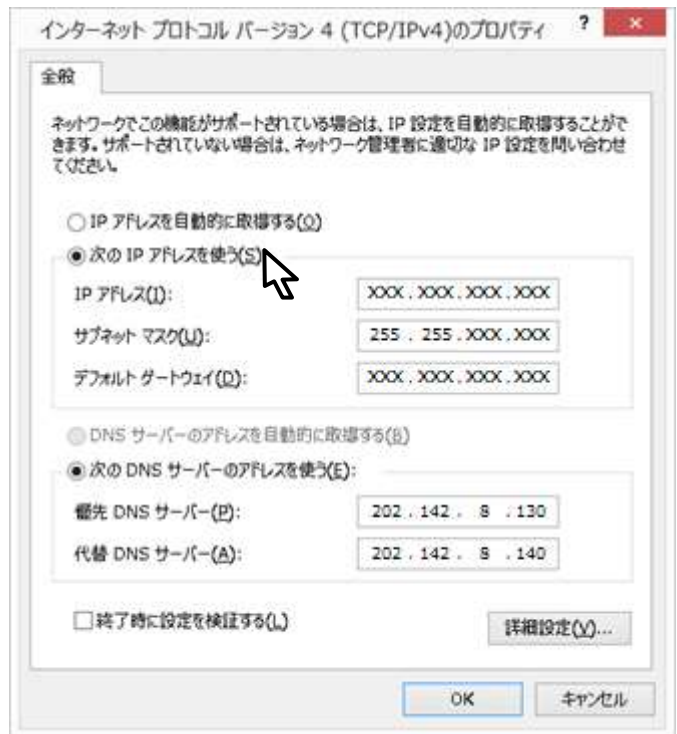 インターネット プロトコル バージョン 4 (TCP/IPv4)のプロパティ
? ×
全般
ネットワークでこの機能がサポートされている場合は、IP 設定を自動的に取得することがで
きます。サポートされていない場合は、ネットワーク管理者に適切な IP 設定を問い合わせ
てください。
IP アドレスを自動的に取得する(O)
次の IP アドレスを使う(S)
IP アドレス(I): XXX . XXX . XXX . XXX
サブネット マスク(U): 255 . 255 . XXX . XXX
デフォルト ゲートウェイ(D): XXX . XXX . XXX . XXX
DNS サーバーのアドレスを自動的に取得する(B)
次の DNS サーバーのアドレスを使う(E):
優先 DNS サーバー(P): 202 . 142 . 8 . 130
代替 DNS サーバー(A): 202 . 142 . 8 . 140
終了時に設定を検証する(L)
詳細設定(V)...
OK キャンセル